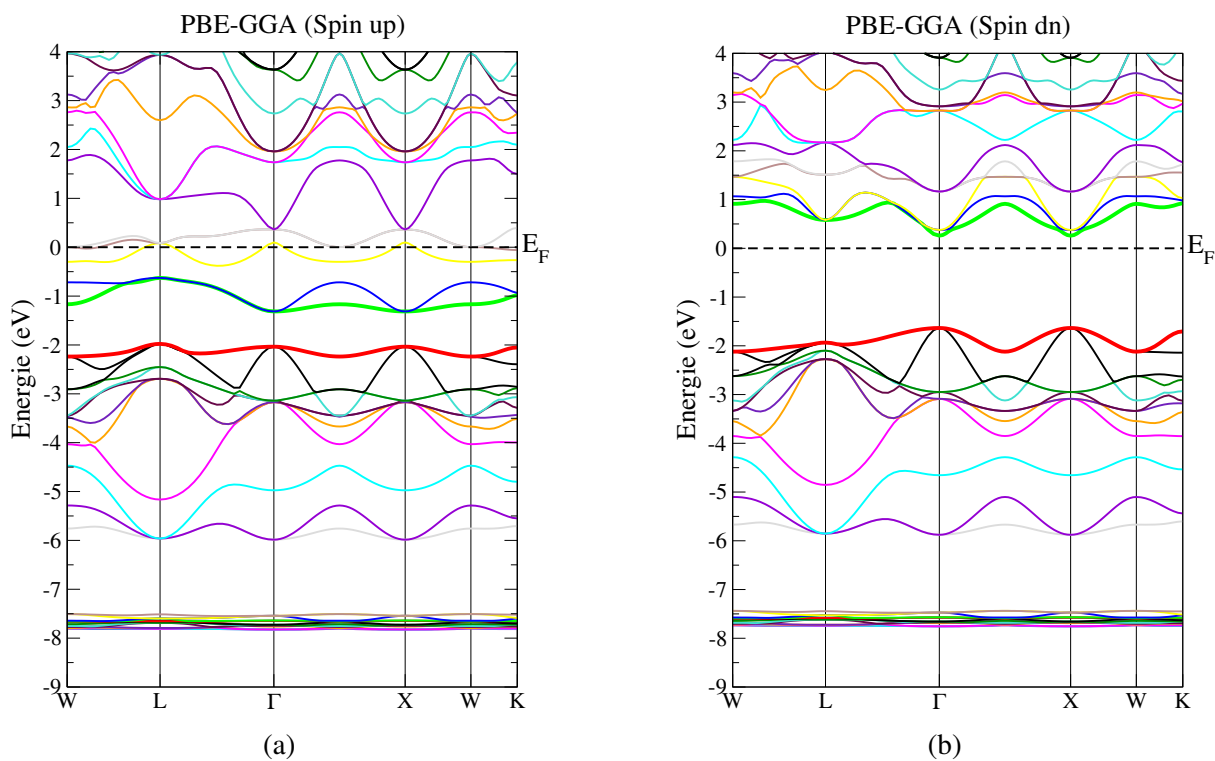 PBE-GGA (Spin up)
Energie (eV)
4
3
2
1
0
-1
-2
-3
-4
-5
-6
-7
-8
-9
W L Γ X W K
E_F
(a)
PBE-GGA (Spin dn)
Energie (eV)
4
3
2
1
0
-1
-2
-3
-4
-5
-6
-7
-8
-9
W L Γ X W K
E_F
(b)